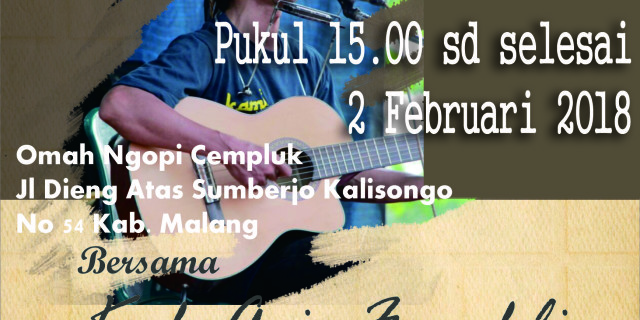 Pukul 15.00 sd selesai
2 Februari 2018
Omah Ngopi Cempluk
Jl Dieng Atas Sumberjo Kalisongo
No 54 Kab. Malang
Bersama